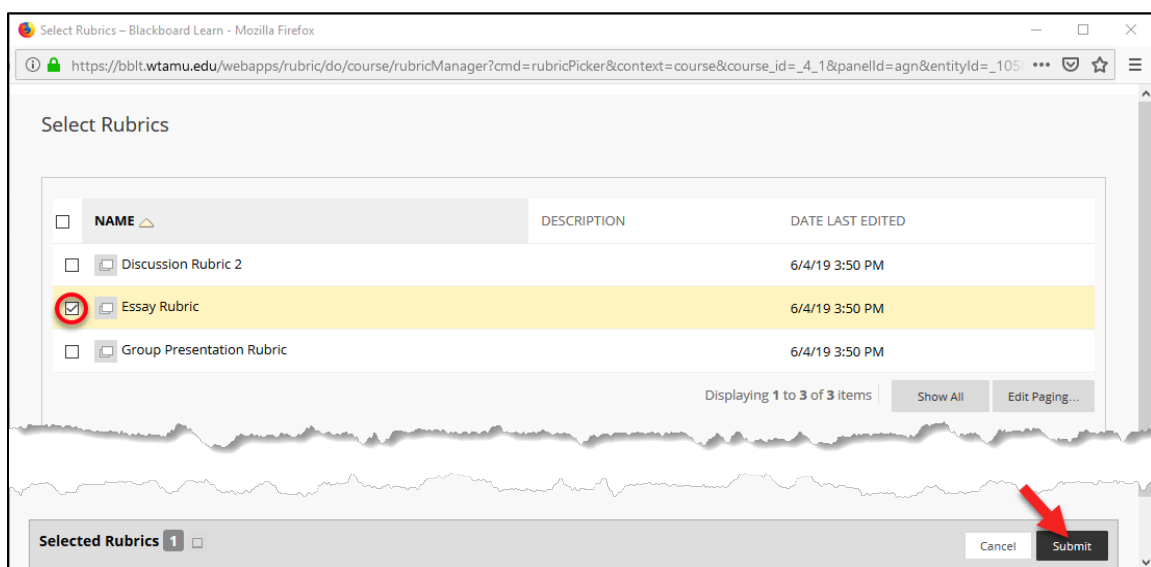 Select Rubrics – Blackboard Learn - Mozilla Firefox
https://bblt.wtamu.edu/webapps/rubric/do/course/rubricManager?cmd=rubricPicker&context=course&course_id=_4_1&panelId=agn&entityId=_105
Select Rubrics
NAME DESCRIPTION DATE LAST EDITED
Discussion Rubric 2 6/4/19 3:50 PM
Essay Rubric 6/4/19 3:50 PM
Group Presentation Rubric 6/4/19 3:50 PM
Displaying 1 to 3 of 3 items Show All Edit Paging...
Selected Rubrics 1 Cancel Submit